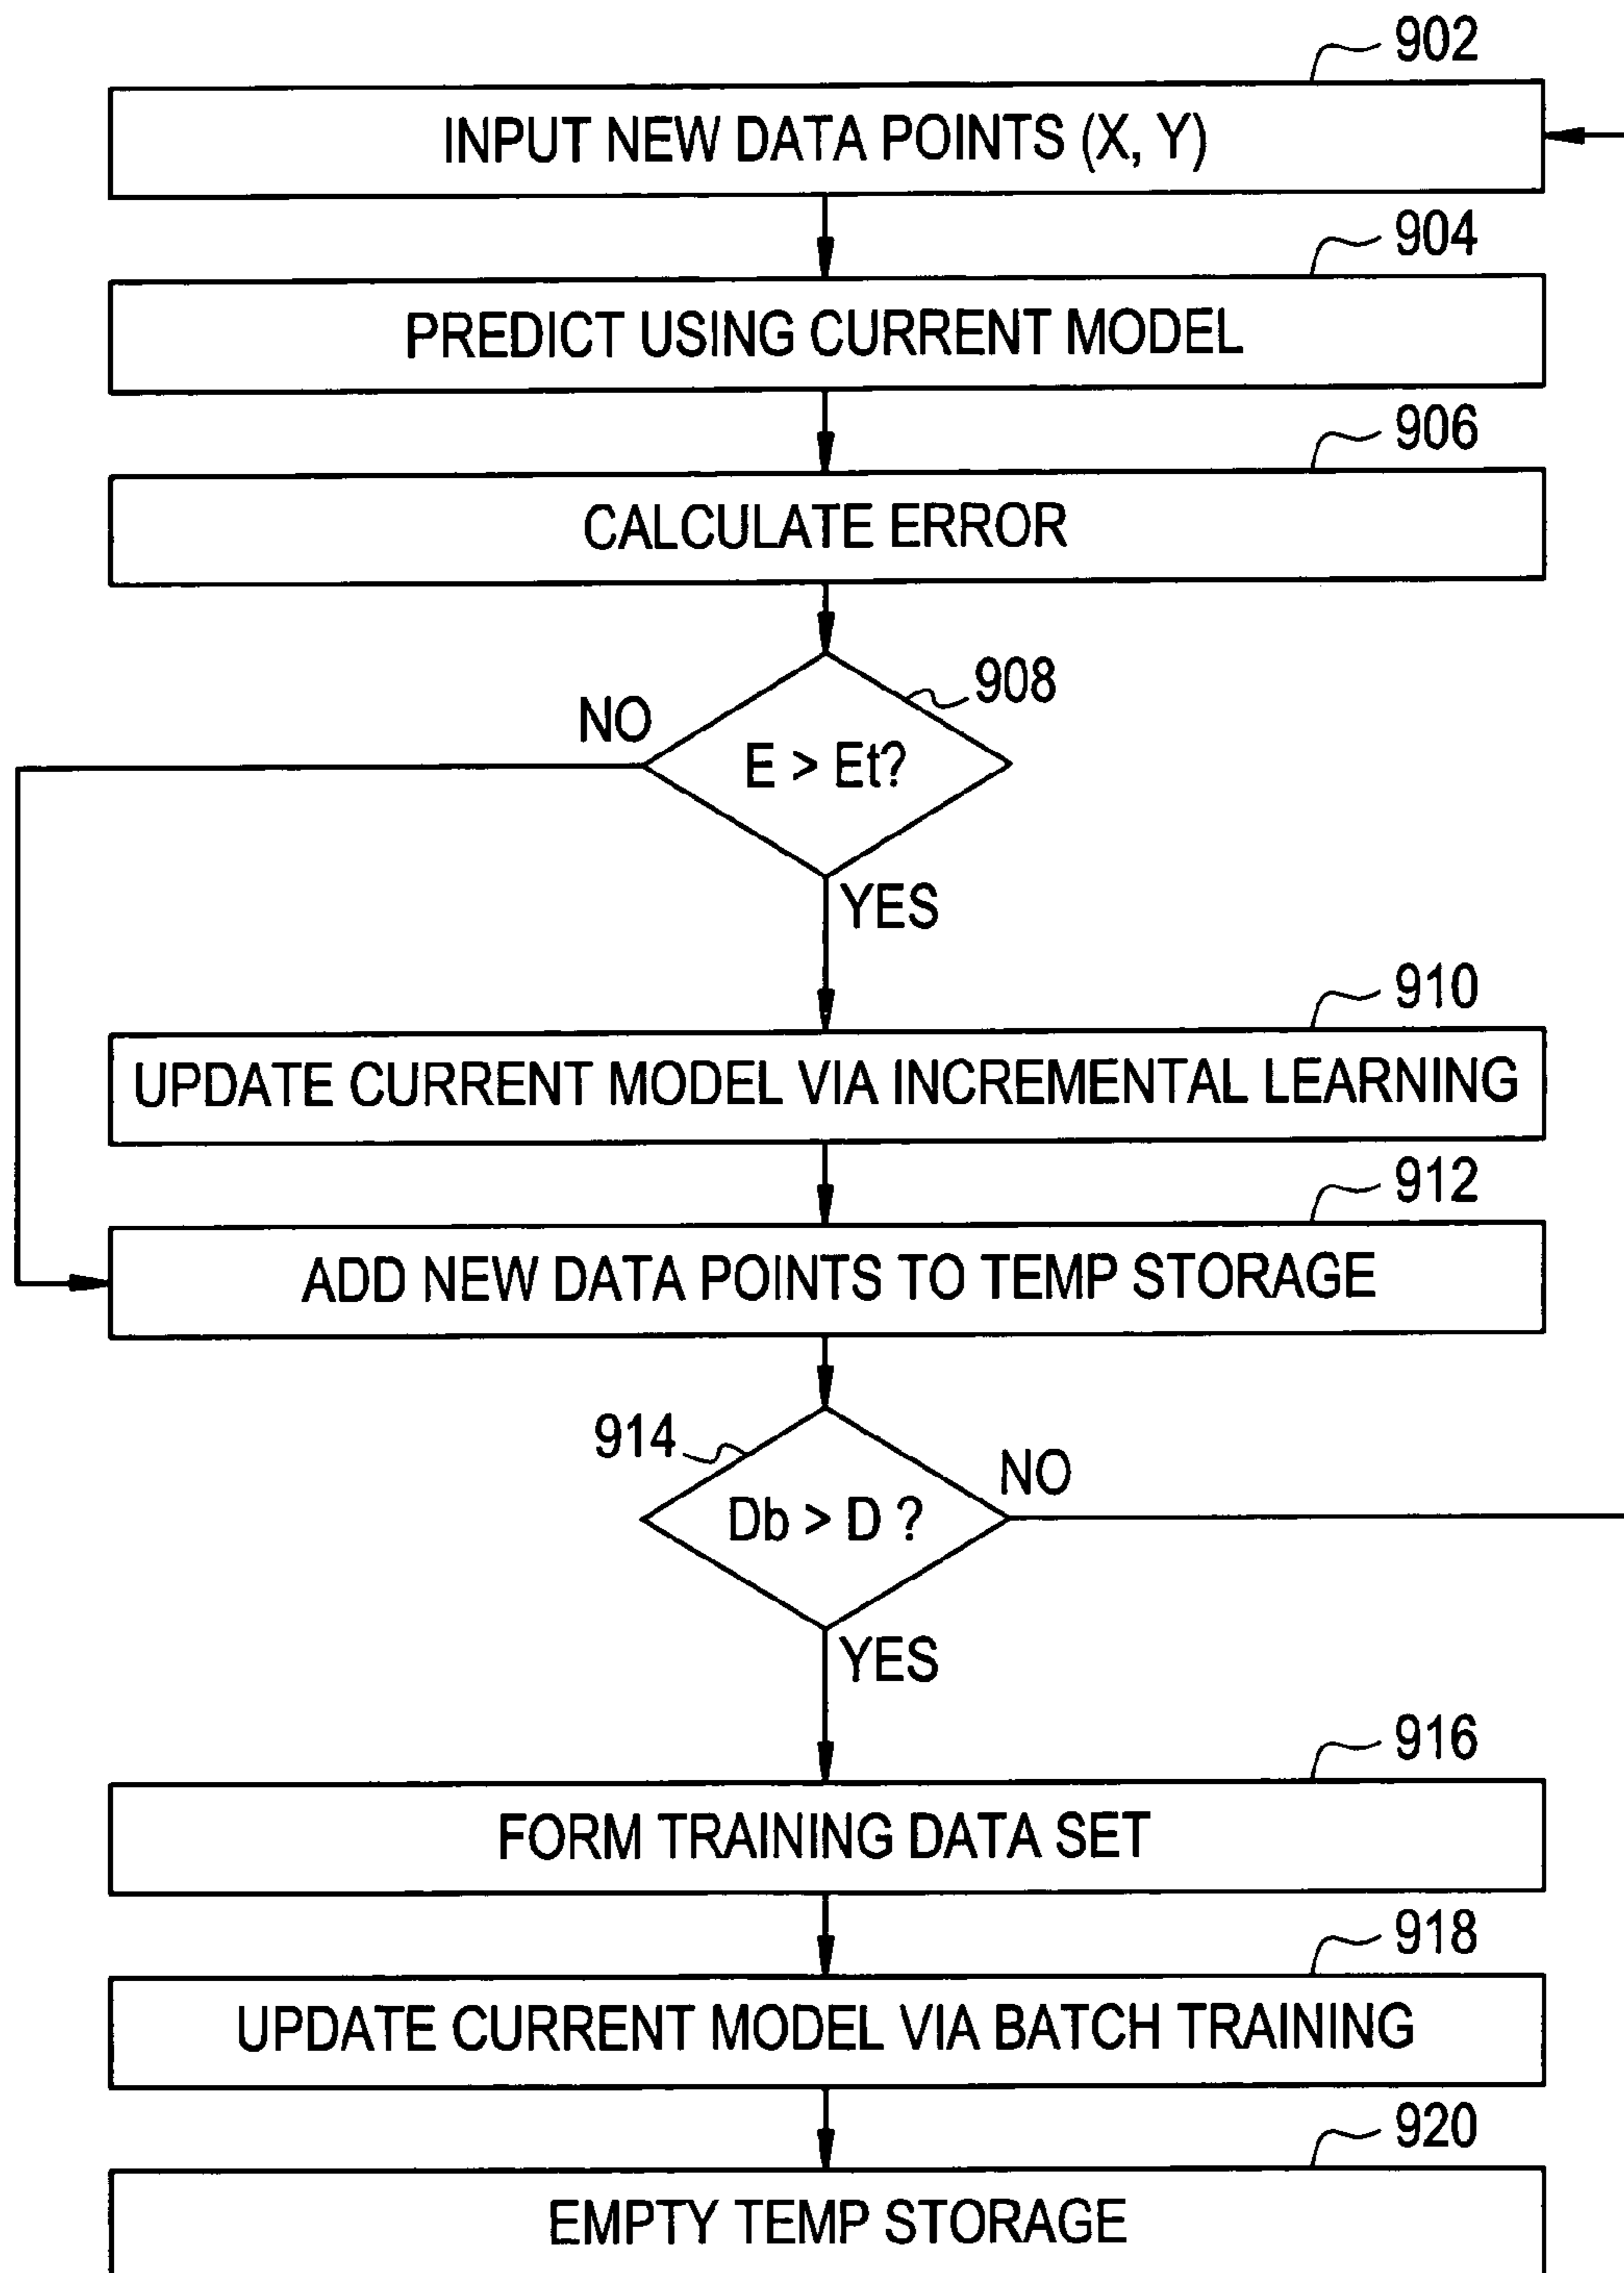 902
INPUT NEW DATA POINTS (X, Y)
904
PREDICT USING CURRENT MODEL
906
CALCULATE ERROR
908
NO
E > Et?
YES
910
UPDATE CURRENT MODEL VIA INCREMENTAL LEARNING
912
ADD NEW DATA POINTS TO TEMP STORAGE
914
NO
Db > D ?
YES
916
FORM TRAINING DATA SET
918
UPDATE CURRENT MODEL VIA BATCH TRAINING
920
EMPTY TEMP STORAGE